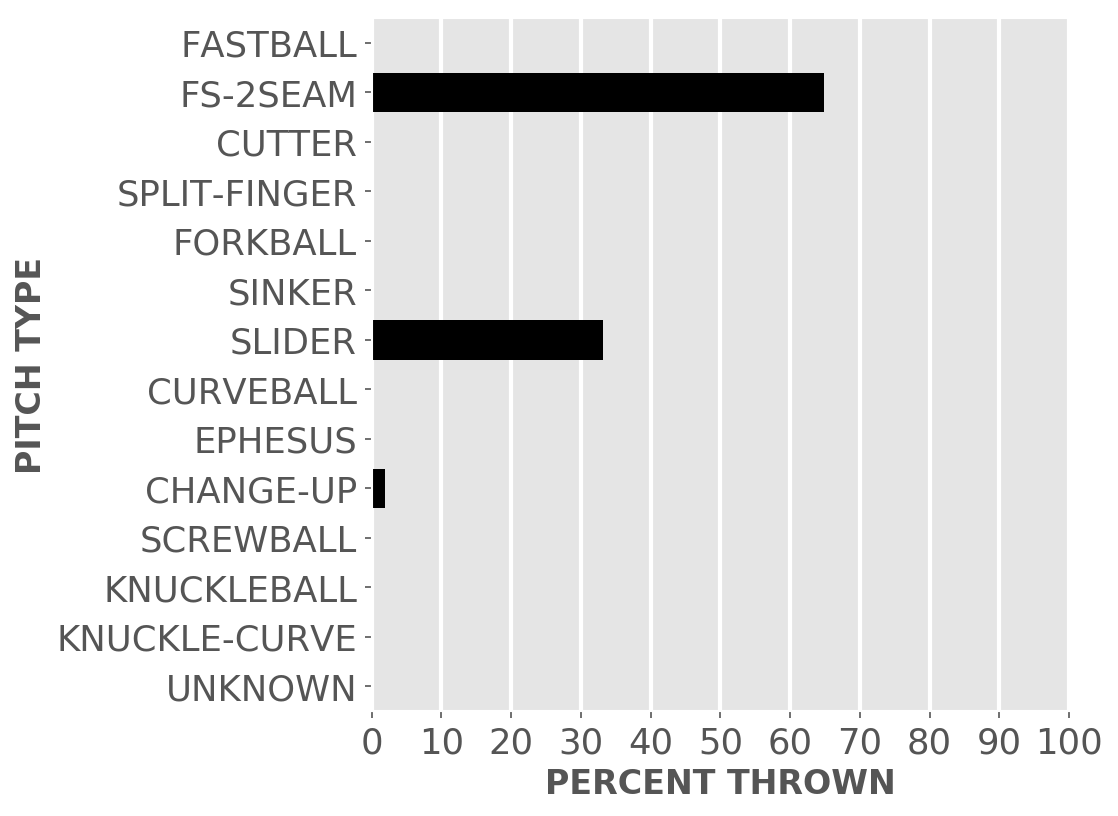 FASTBALL
FS-2SEAM
CUTTER
SPLIT-FINGER
FORKBALL
SINKER
SLIDER
CURVEBALL
EPHESUS
CHANGE-UP
SCREWBALL
KNUCKLEBALL
KNUCKLE-CURVE
UNKNOWN
PITCH TYPE
0 10 20 30 40 50 60 70 80 90 100
PERCENT THROWN